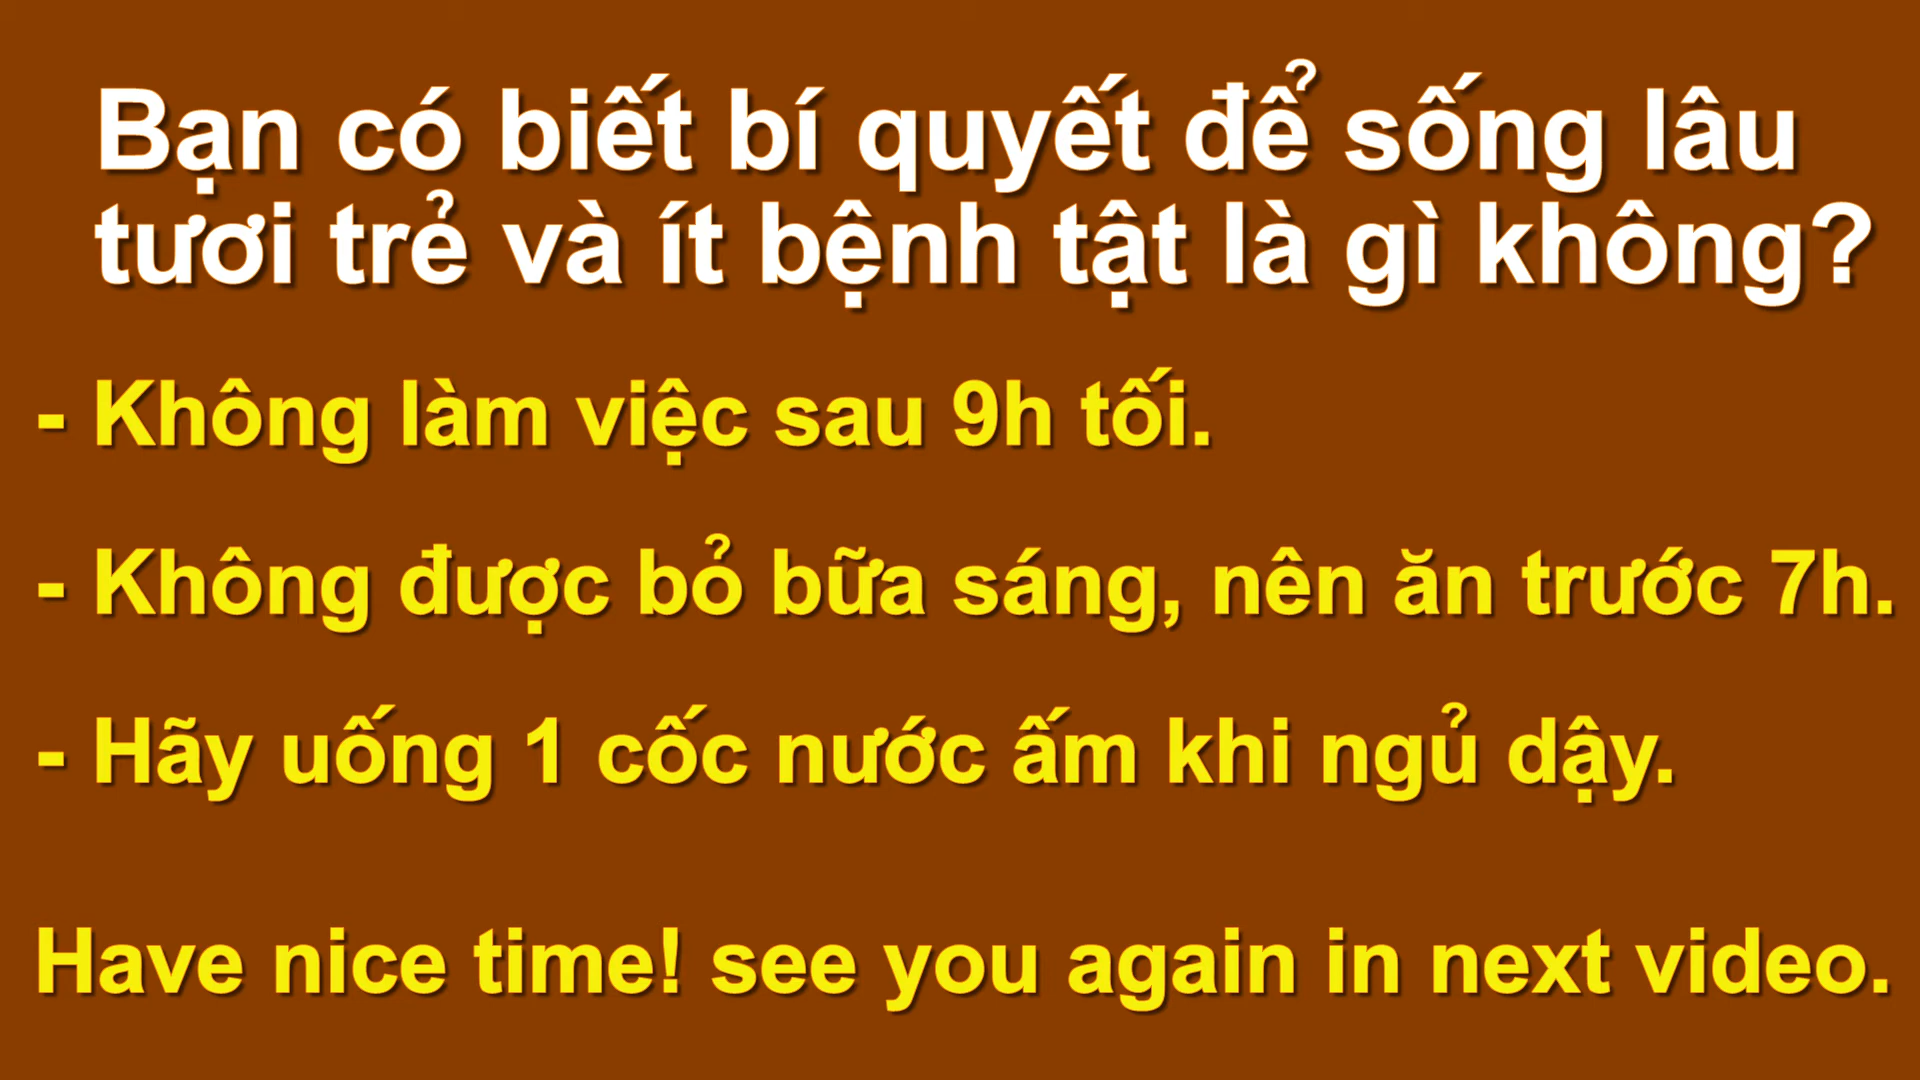 Bạn có biết bí quyết để sống lâu
tươi trẻ và ít bệnh tật là gì không?
- Không làm việc sau 9h tối.
- Không được bỏ bữa sáng, nên ăn trước 7h.
- Hãy uống 1 cốc nước ấm khi ngủ dậy.
Have nice time! see you again in next video.